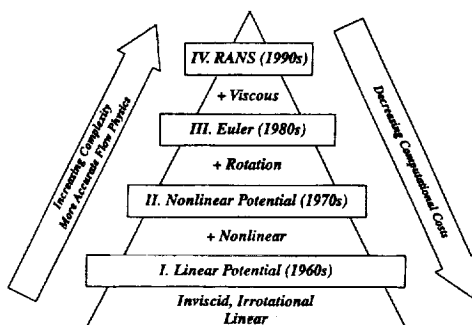 IV. RANS (1990s)
+ Viscous
III. Euler (1980s)
+ Rotation
II. Nonlinear Potential (1970s)
+ Nonlinear
I. Linear Potential (1960s)
Inviscid, Irrotational
Linear
Increasing Complexity
More Accurate Flow Physics
Decreasing Computational Costs